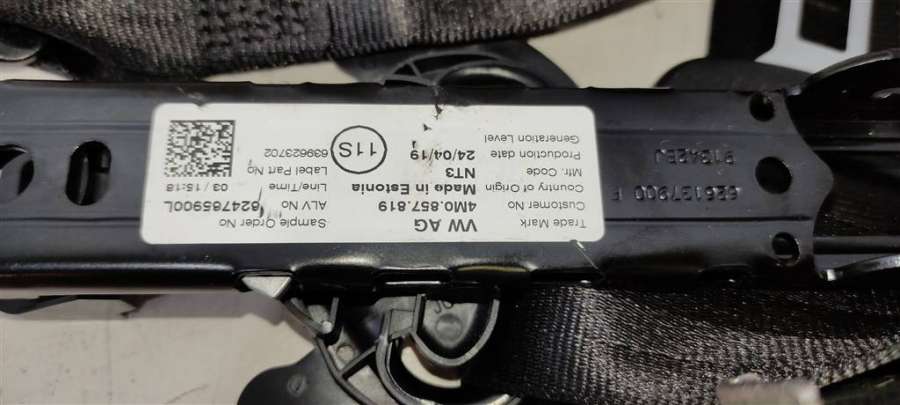 Trade Mark VW AG Sample Order No
Customer No 4M0.857.819 ALV No 624765900L
Country of Origin Made in Estonia Line/Time 03 / 15:18
Mfr. Code NT3 Label Part No
Production date 24/04/19 639623702
Generation Level
11S
626137900 F